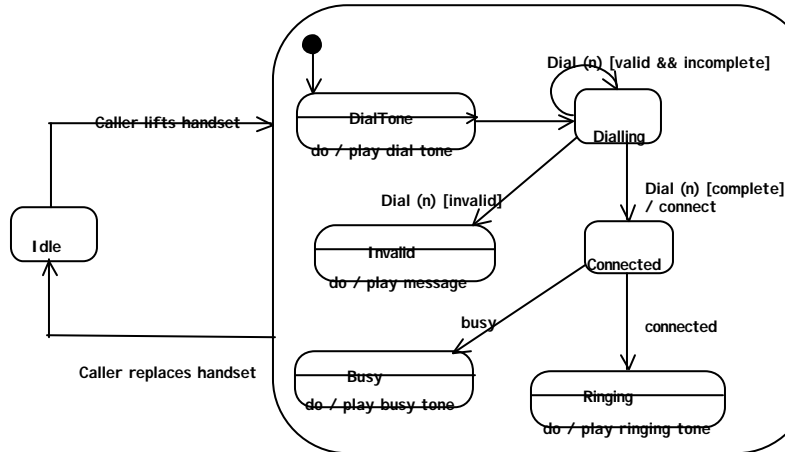 Dial (n) [valid && incomplete]
Caller lifts handset
DialTone
do / play dial tone
Dialling
Dial (n) [invalid]
Dial (n) [complete]
/ connect
Idle
Invalid
do / play message
Connected
busy
connected
Caller replaces handset
Busy
do / play busy tone
Ringing
do / play ringing tone